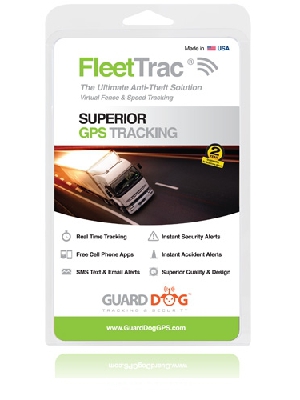 Made in USA
FleetTrac ®
The Ultimate Anti-Theft Solution
Virtual Fence & Speed Tracking
SUPERIOR
GPS TRACKING
2
Real Time Tracking
Instant Security Alerts
Free Cell Phone Apps
Instant Accident Alerts
SMS Text & Email Alerts
Superior Quality & Design
GUARD DOG
TRACKING & SECURITY
www.GuardDogGPS.com